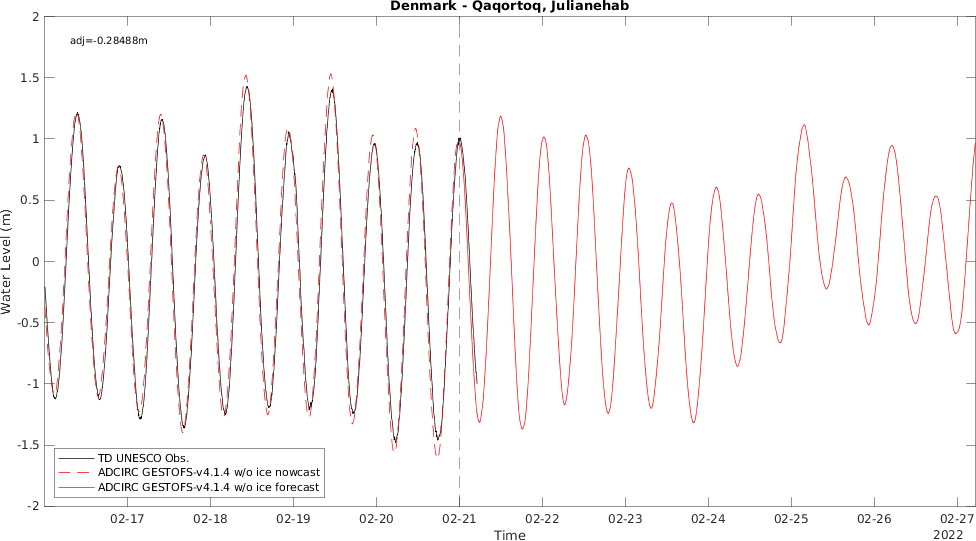 Denmark - Qaqortoq, Julianehab
adj=-0.28488m
2
1.5
1
0.5
0
-0.5
-1
-1.5
-2
Water Level (m)
TD UNESCO Obs.
ADCIRC GESTOFS-v4.1.4 w/o ice nowcast
ADCIRC GESTOFS-v4.1.4 w/o ice forecast
02-17 02-18 02-19 02-20 02-21 02-22 02-23 02-24 02-25 02-26 02-27
Time
2022